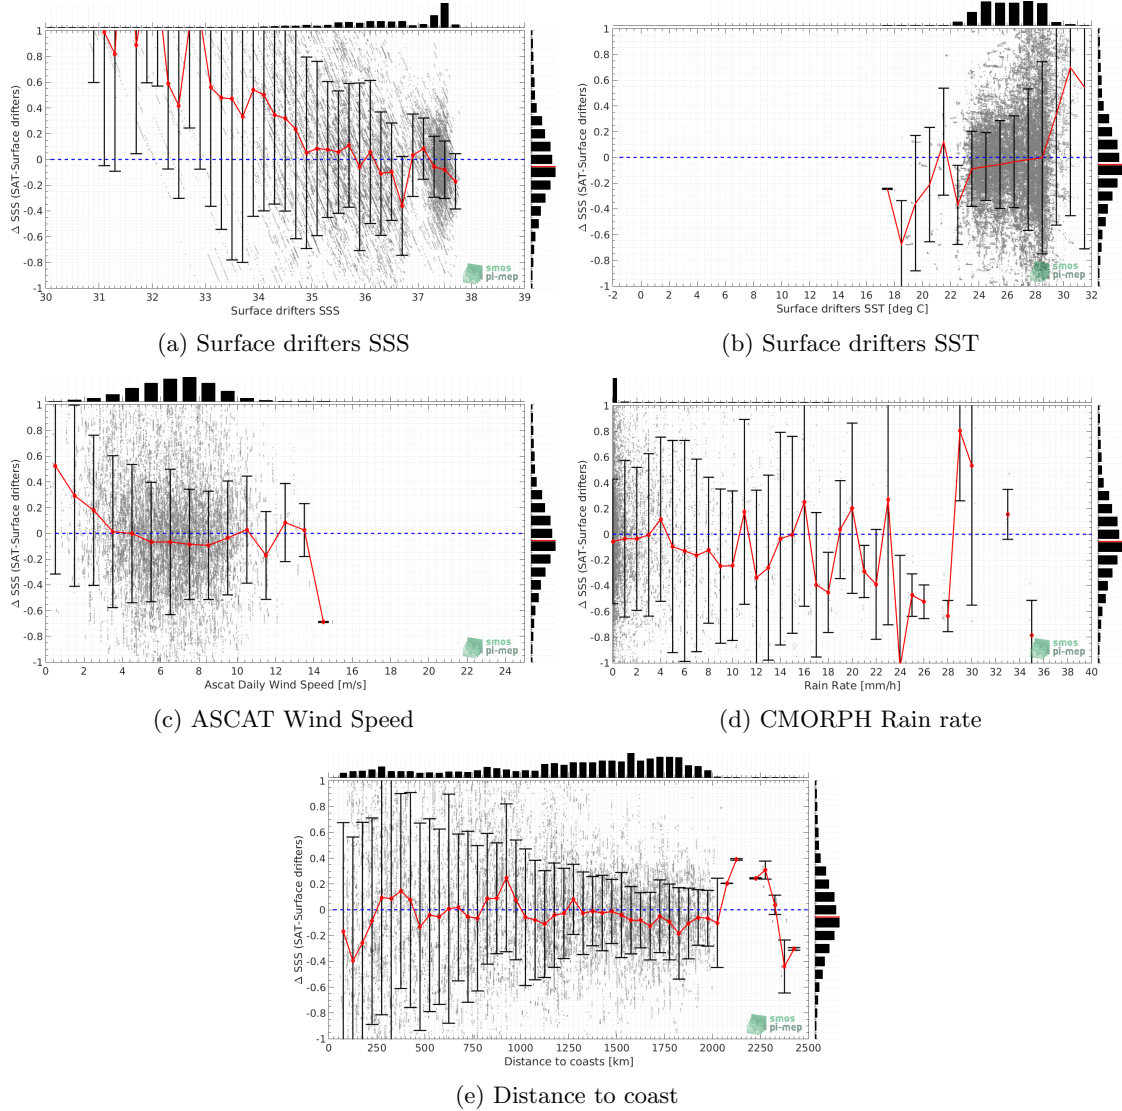 Δ SSS (SAT-Surface drifters)
1
0.8
0.6
0.4
0.2
0
-0.2
-0.4
-0.6
-0.8
-1
smos
pi-mep
30 31 32 33 34 35 36 37 38 39
Surface drifters SSS
(a) Surface drifters SSS
Δ SSS (SAT-Surface drifters)
1
0.8
0.6
0.4
0.2
0
-0.2
-0.4
-0.6
-0.8
-1
smos
pi-mep
-2 0 2 4 6 8 10 12 14 16 18 20 22 24 26 28 30 32
Surface drifters SST [deg C]
(b) Surface drifters SST
Δ SSS (SAT-Surface drifters)
1
0.8
0.6
0.4
0.2
0
-0.2
-0.4
-0.6
-0.8
-1
smos
pi-mep
0 2 4 6 8 10 12 14 16 18 20 22 24
Ascat Daily Wind Speed [m/s]
(c) ASCAT Wind Speed
Δ SSS (SAT-Surface drifters)
1
0.8
0.6
0.4
0.2
0
-0.2
-0.4
-0.6
-0.8
-1
smos
pi-mep
0 2 4 6 8 10 12 14 16 18 20 22 24 26 28 30 32 34 36 38 40
Rain Rate [mm/h]
(d) CMORPH Rain rate
Δ SSS (SAT-Surface drifters)
1
0.8
0.6
0.4
0.2
0
-0.2
-0.4
-0.6
-0.8
-1
smos
pi-mep
0 250 500 750 1000 1250 1500 1750 2000 2250 2500
Distance to coasts [km]
(e) Distance to coast